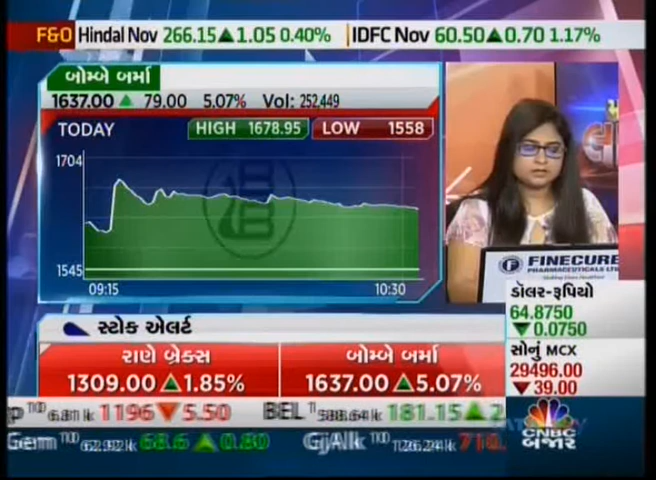 F&O Hindal Nov 266.15▲1.05 0.40% IDFC Nov 60.50▲0.70 1.17%
બોમ્બે બર્મા
1637.00 ▲ 79.00 5.07% Vol: 252,449
TODAY HIGH 1678.95 LOW 1558
1704
1545
09:15 10:30
FINECURE
PHARMACEUTICALS LTD
ડૉલર-રૂપિયો
64.8750
▼0.0750
સોનું MCX
29496.00
▼39.00
સ્ટોક એલર્ટ
રાણે બ્રેક્સ બોમ્બે બર્મા
1309.00▲1.85% 1637.00▲5.07%
1196▼5.50 BEL 181.15▲2
Gem 68.6▲0.80 GjAlk 710.
CNBC
બજાર